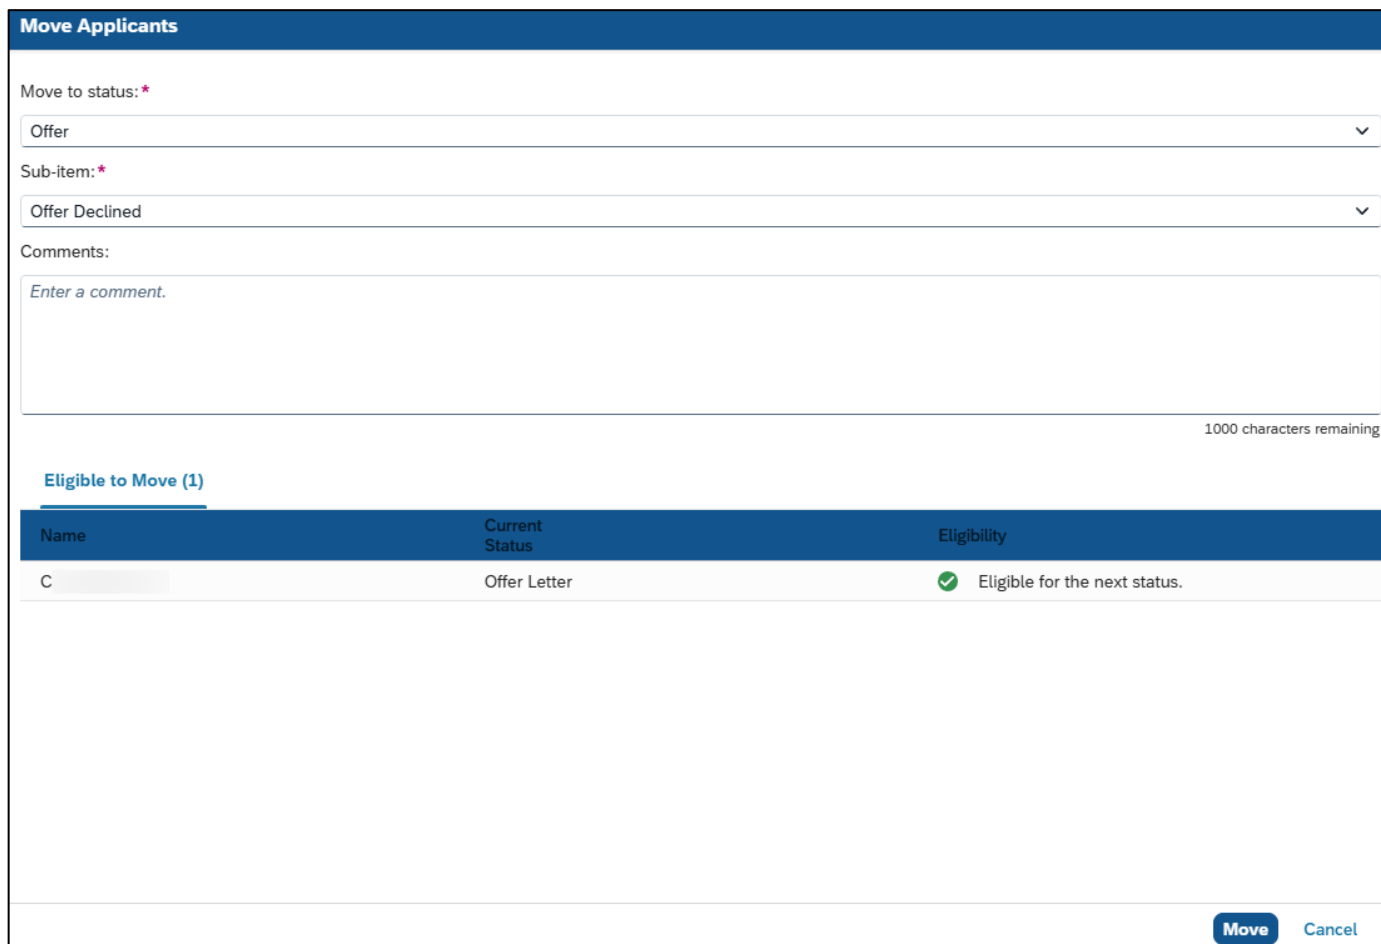 Move Applicants
Move to status:*
Offer
Sub-item:*
Offer Declined
Comments:
Enter a comment.
1000 characters remaining
Eligible to Move (1)
Name
Current
Status
Eligibility
C
Offer Letter
Eligible for the next status.
Move
Cancel